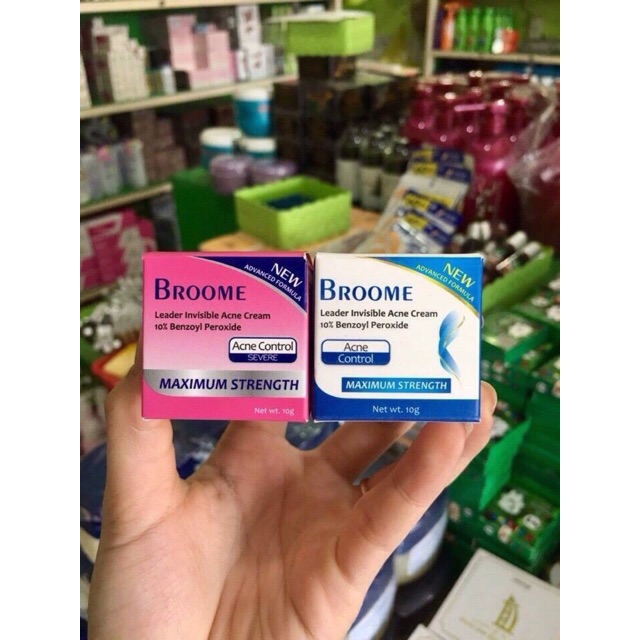 NEW
ADVANCED FORMULA
BROOME
Leader Invisible Acne Cream
10% Benzoyl Peroxide
Acne Control
SEVERE
MAXIMUM STRENGTH
Net wt. 10g
NEW
ADVANCED FORMULA
BROOME
Leader Invisible Acne Cream
10% Benzoyl Peroxide
Acne
Control
MAXIMUM STRENGTH
Net wt. 10g